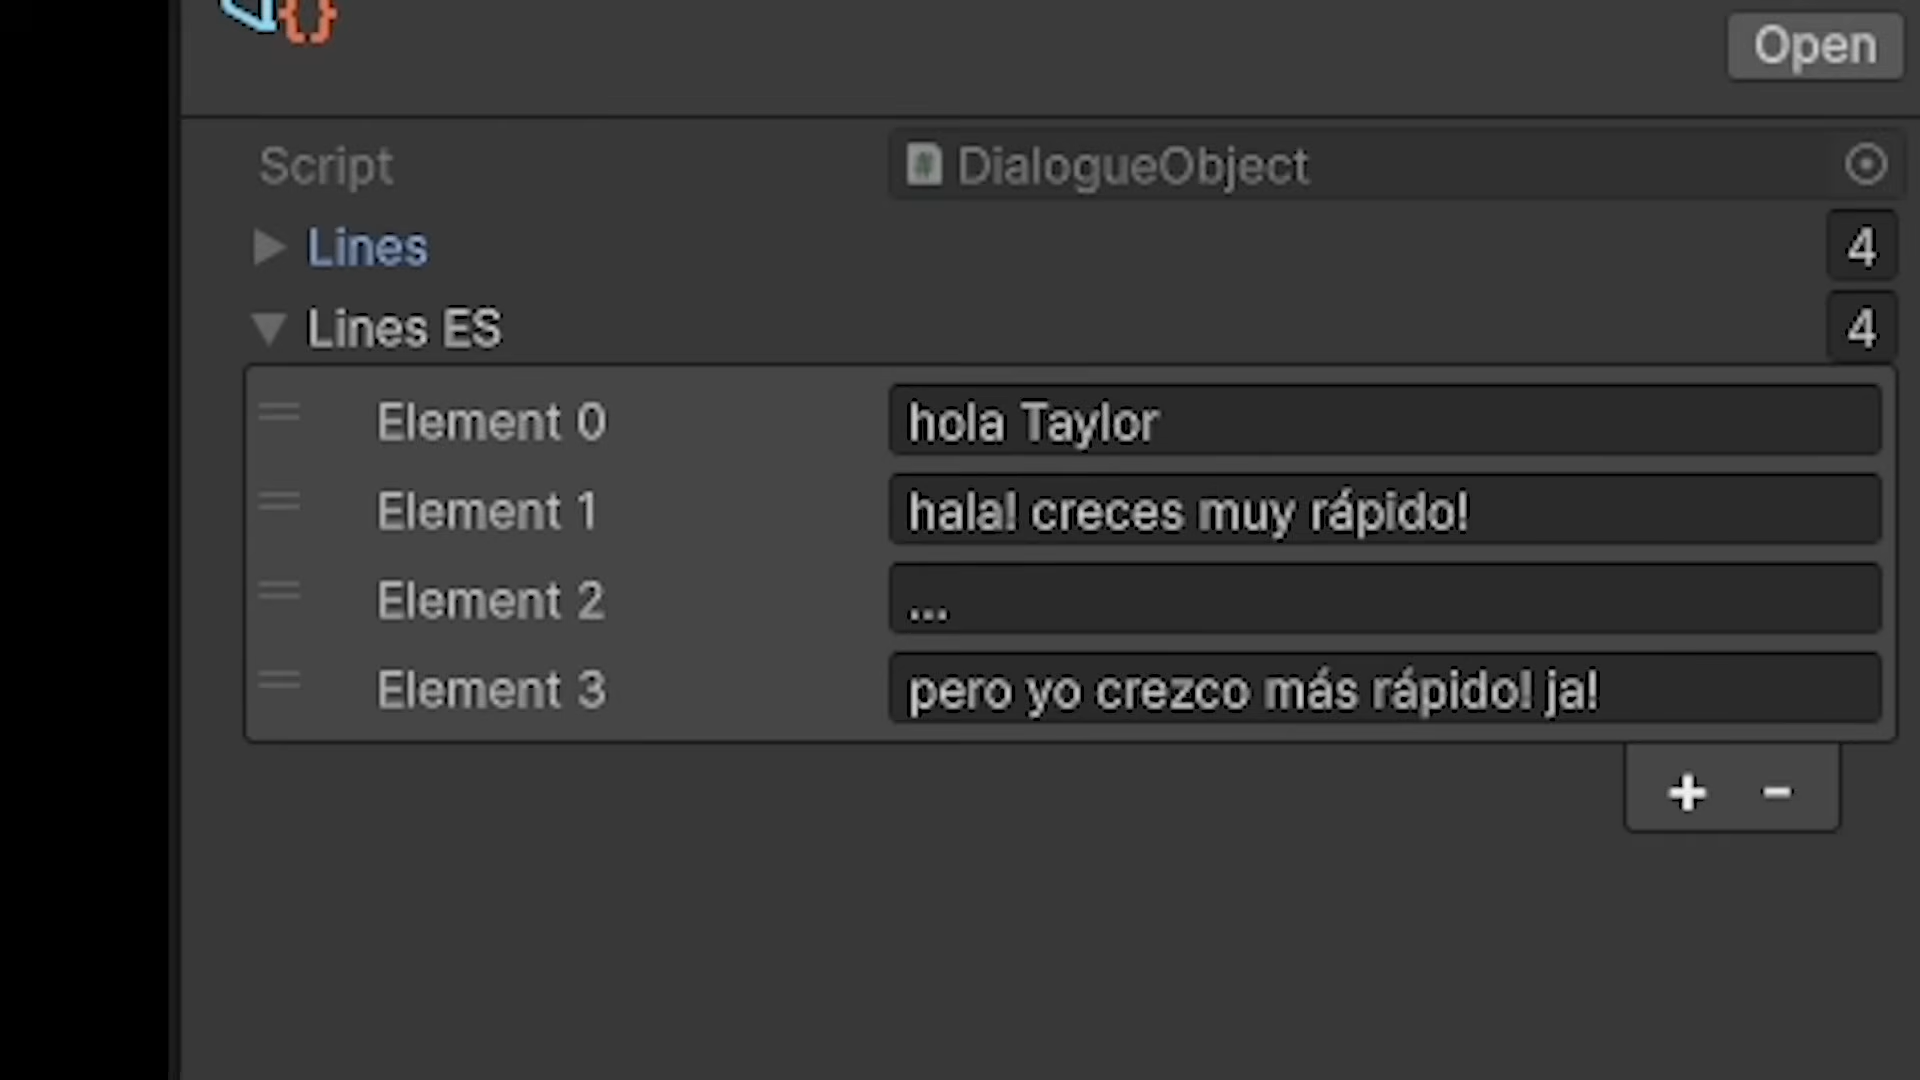 Open
Script DialogueObject
Lines 4
Lines ES 4
Element 0 hola Taylor
Element 1 hala! creces muy rápido!
Element 2 ...
Element 3 pero yo crezco más rápido! ja!
+ -